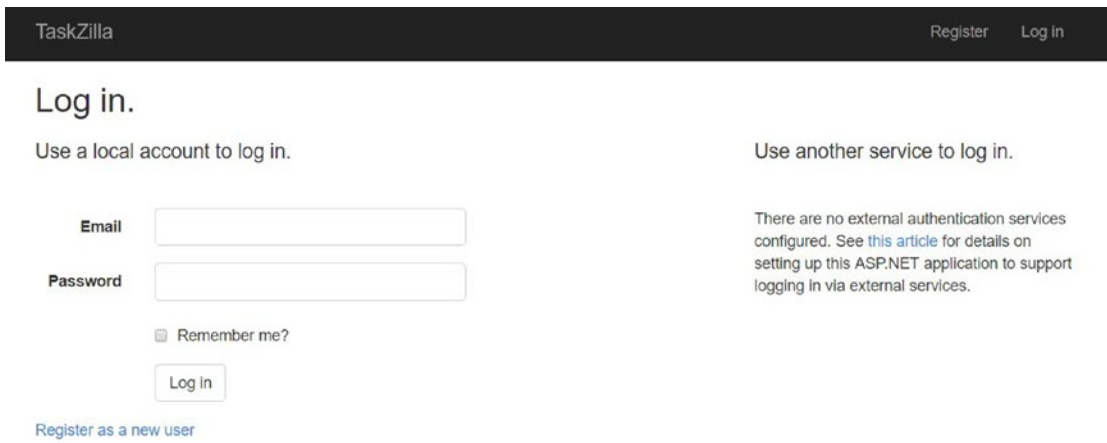 TaskZilla
Register
Log in
Log in.
Use a local account to log in.
Email
Password
Remember me?
Log in
Register as a new user
Use another service to log in.
There are no external authentication services
configured. See this article for details on
setting up this ASP.NET application to support
logging in via external services.